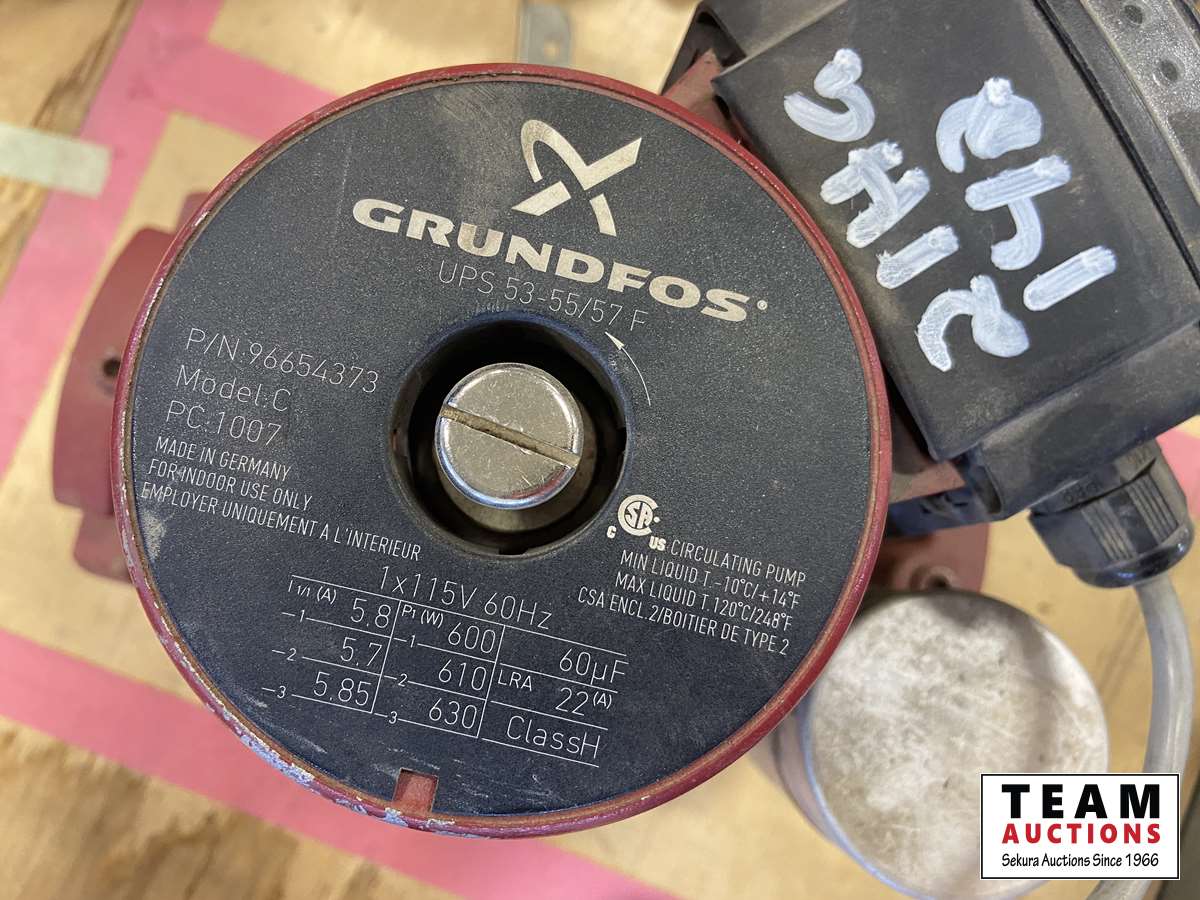 GRUNDFOS
UPS 53-55/57 F
P/N:96654373
Model:C
PC:1007
MADE IN GERMANY
FOR INDOOR USE ONLY
EMPLOYER UNIQUEMENT A L'INTERIEUR
C SA US CIRCULATING PUMP
MIN LIQUID T.-10°C/+14°F
MAX LIQUID T.120°C/248°F
CSA ENCL.2/BOITIER DE TYPE 2
1x115V 60Hz
I1/1 (A) P1 (W)
1 5.8 1 600 60µF
2 5.7 2 610 LRA 22(A)
3 5.85 3 630 ClassH
TEAM
AUCTIONS
Sekura Auctions Since 1966